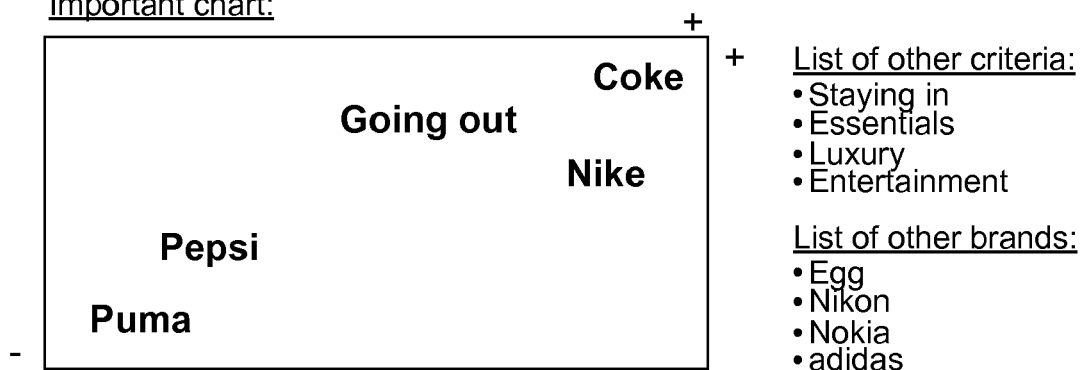 Important chart:
+
+
Coke
Going out
Nike
Pepsi
Puma
-
List of other criteria:
• Staying in
• Essentials
• Luxury
• Entertainment
List of other brands:
• Egg
• Nikon
• Nokia
• adidas